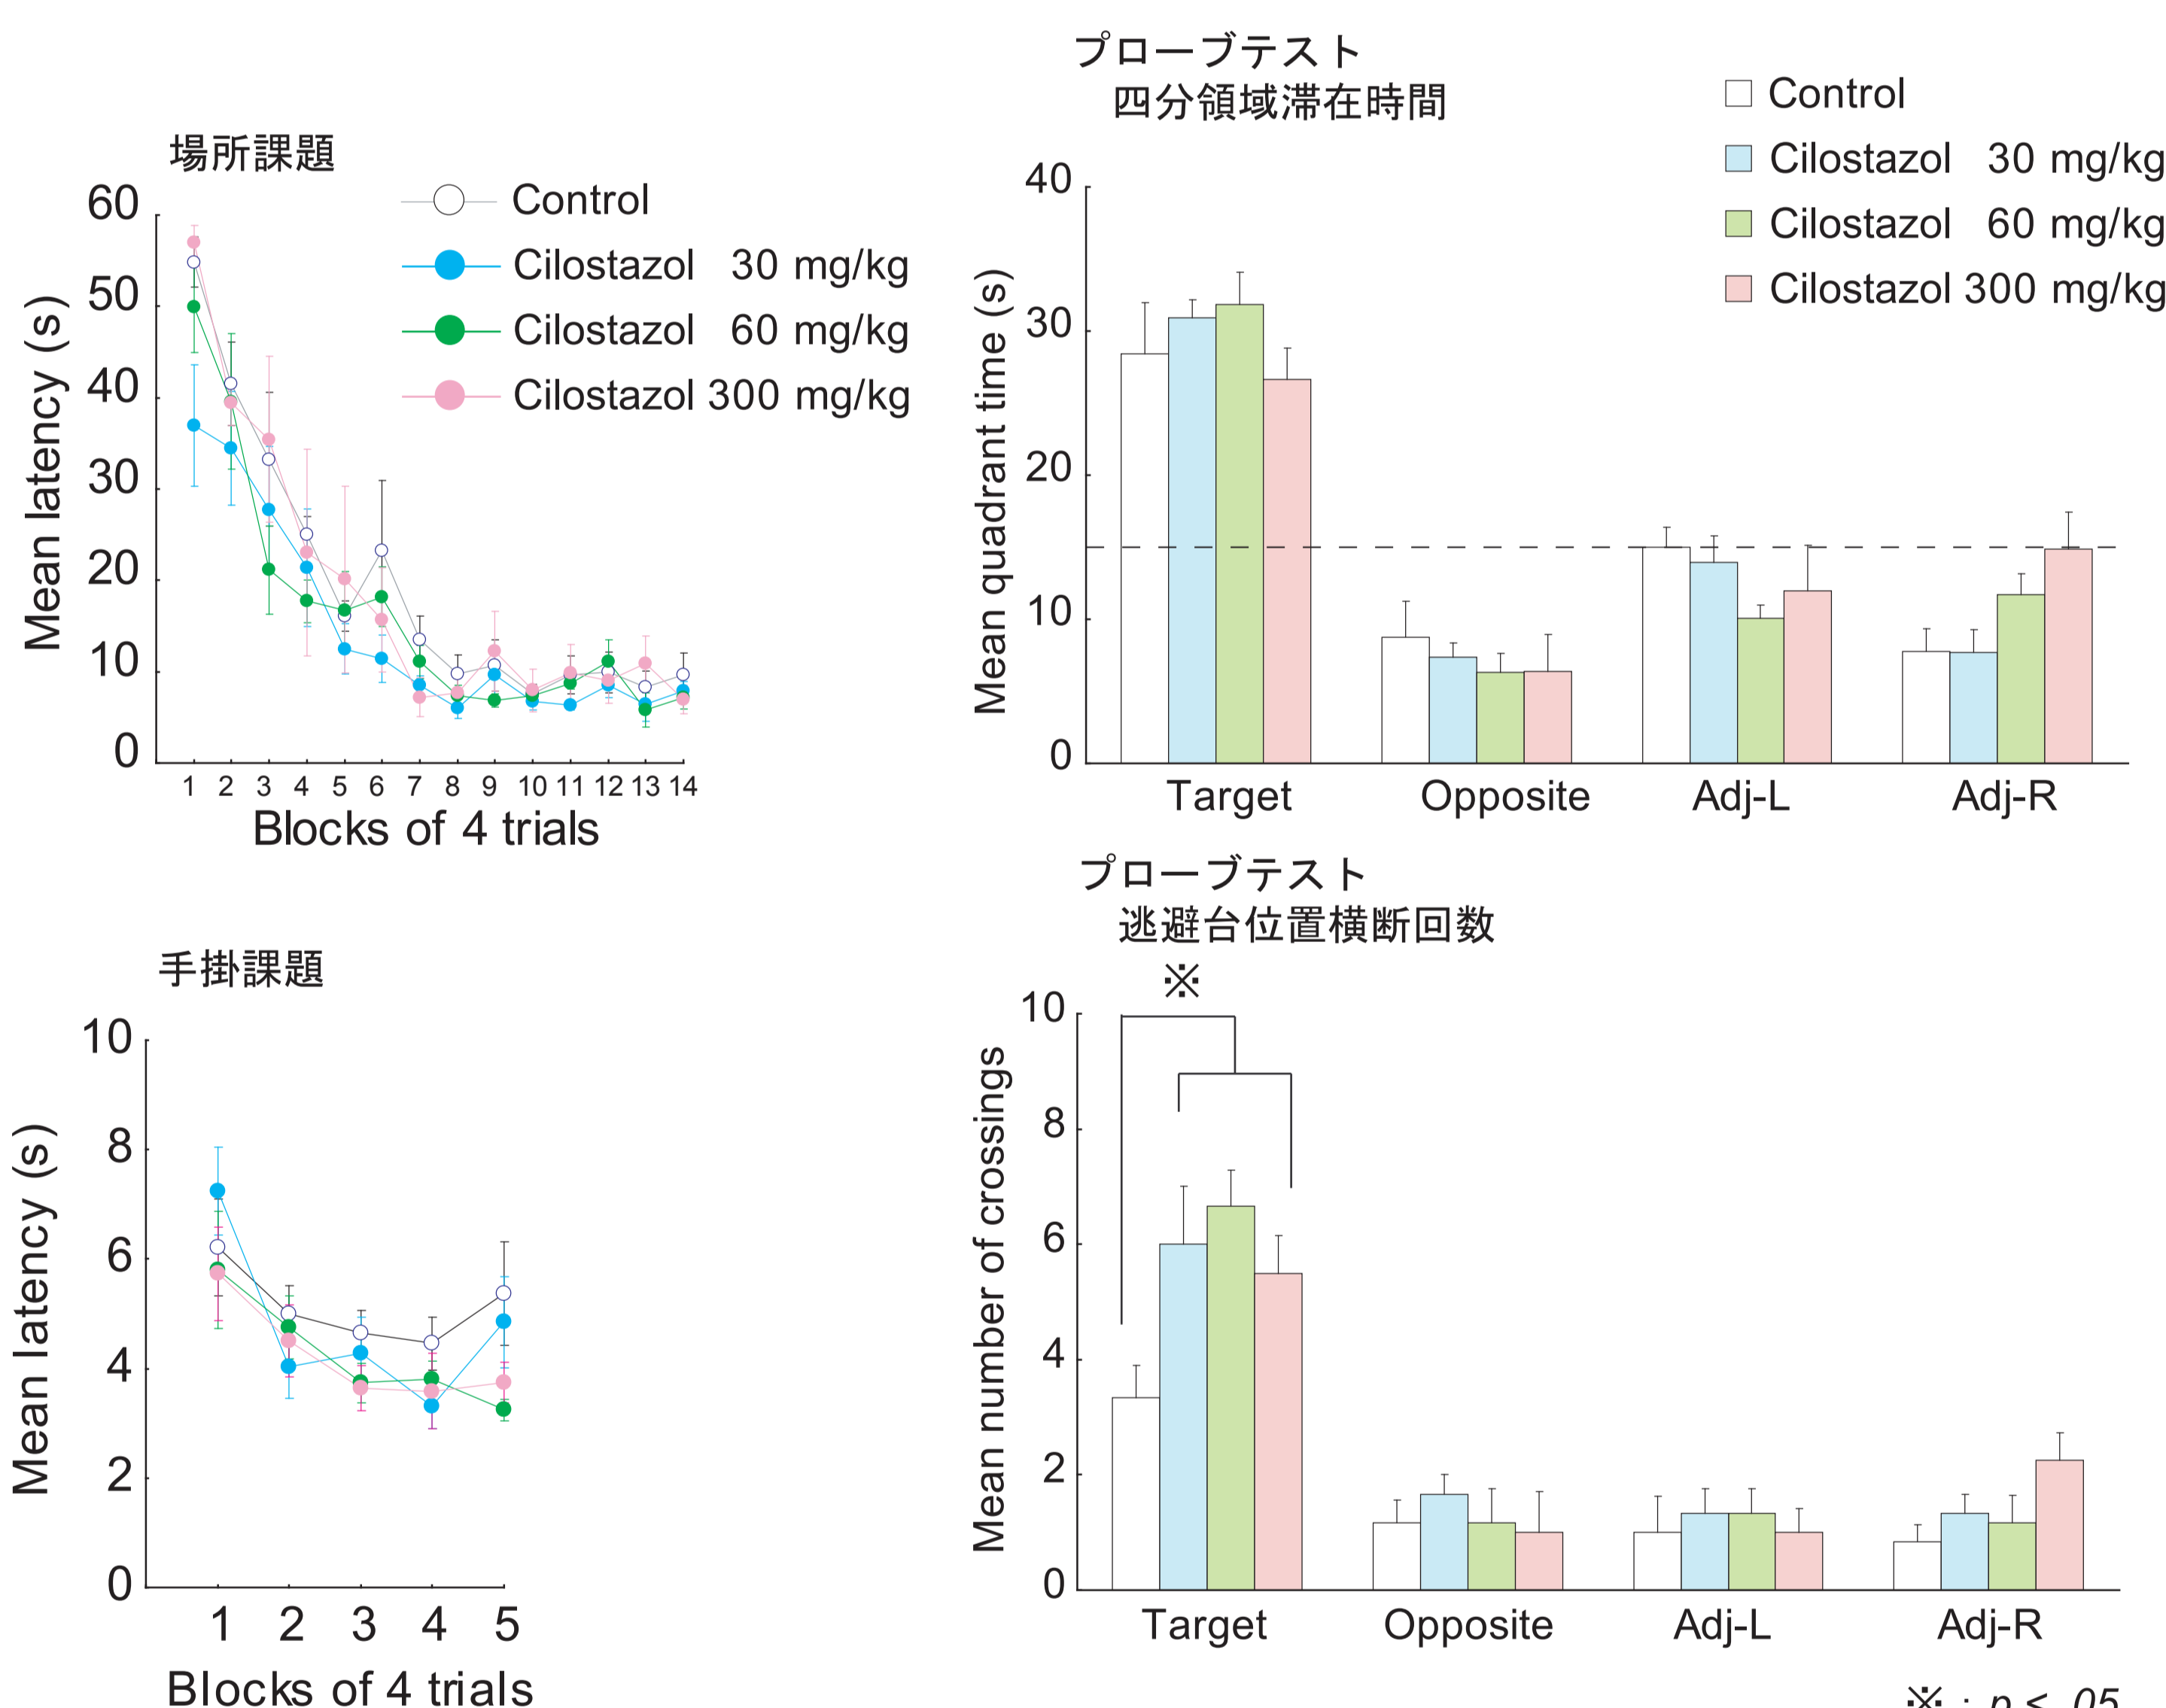 場所課題
60
50
40
30
20
10
0
Mean latency (s)
Control
Cilostazol 30 mg/kg
Cilostazol 60 mg/kg
Cilostazol 300 mg/kg
1 2 3 4 5 6 7 8 9 10 11 12 13 14
Blocks of 4 trials
プローブテスト
四分領域滞在時間
Control
Cilostazol 30 mg/kg
Cilostazol 60 mg/kg
Cilostazol 300 mg/kg
40
30
20
10
0
Mean quadrant time (s)
Target Opposite Adj-L Adj-R
手掛課題
10
8
6
4
2
0
Mean latency (s)
1 2 3 4 5
Blocks of 4 trials
プローブテスト
逃避台位置横断回数
※
10
8
6
4
2
0
Mean number of crossings
Target Opposite Adj-L Adj-R
※ : p < .05